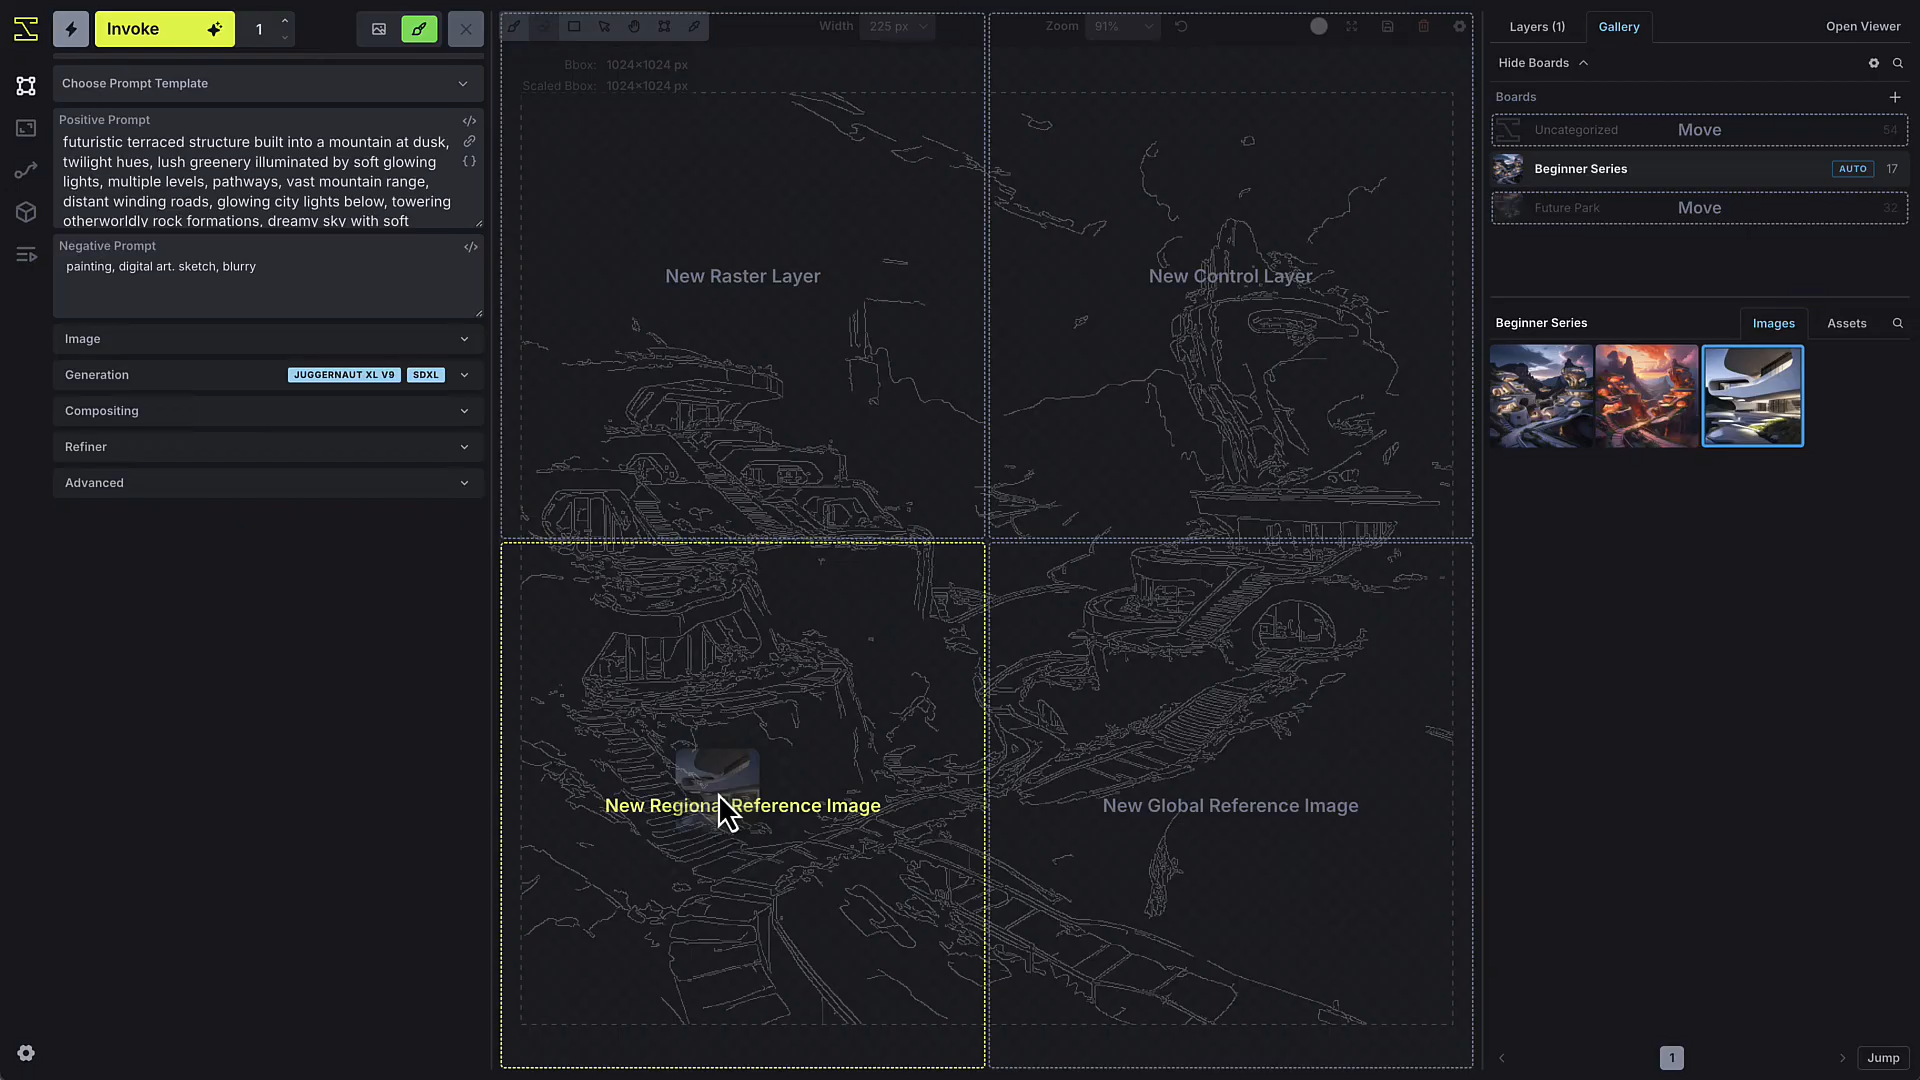 Invoke
1
Width
225 px
Zoom
91%
Layers (1)
Gallery
Open Viewer
Bbox: 1024×1024 px
Scaled Bbox: 1024×1024 px
Choose Prompt Template
Positive Prompt
futuristic terraced structure built into a mountain at dusk,
twilight hues, lush greenery illuminated by soft glowing
lights, multiple levels, pathways, vast mountain range,
distant winding roads, glowing city lights below, towering
otherworldly rock formations, dreamy sky with soft
Negative Prompt
painting, digital art. sketch, blurry
Image
Generation
JUGGERNAUT XL V9
SDXL
Compositing
Refiner
Advanced
New Raster Layer
New Control Layer
New Regional Reference Image
New Global Reference Image
Hide Boards
Boards
Uncategorized
Move
54
Beginner Series
AUTO
17
Future Park
Move
32
Beginner Series
Images
Assets
1
Jump